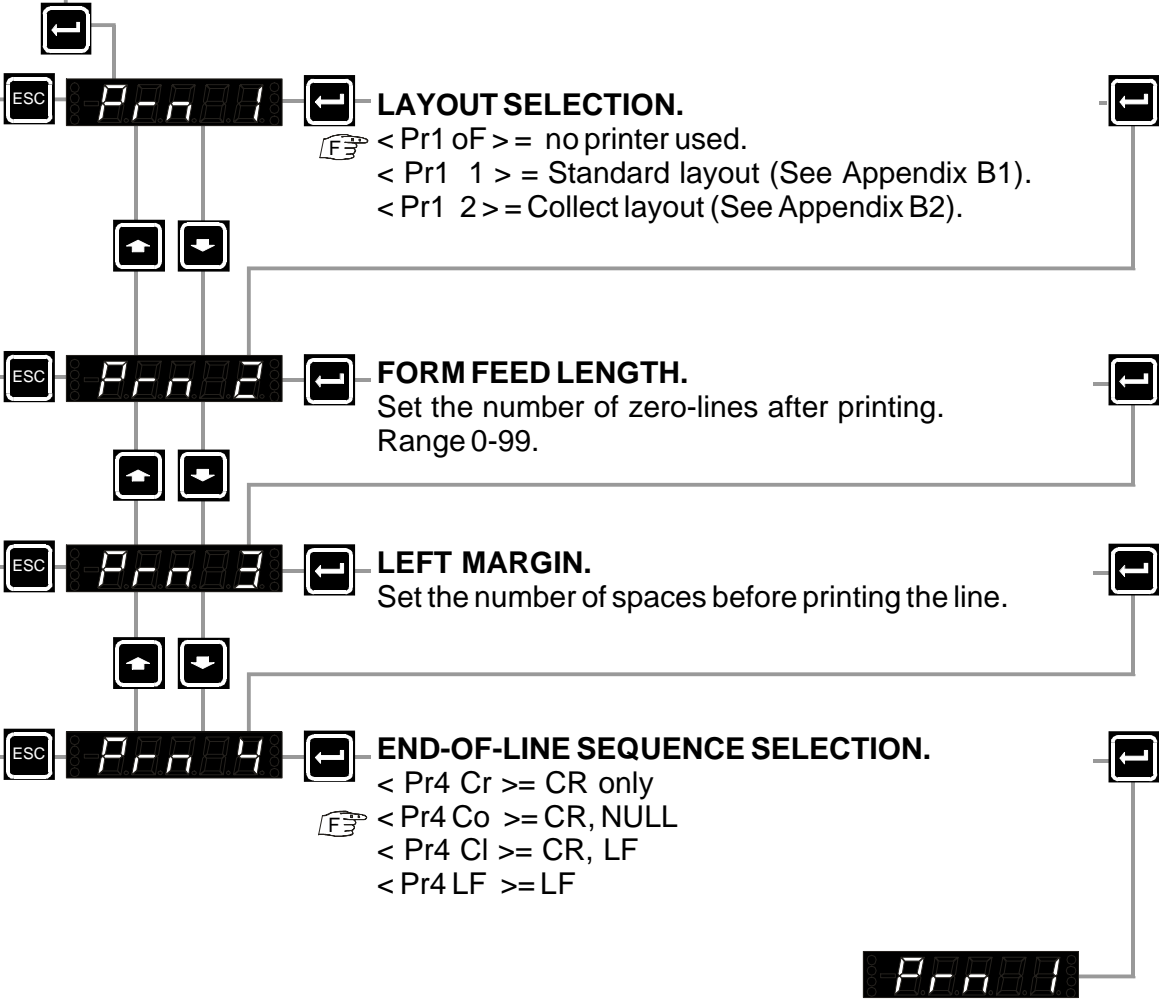 ESC Prn 1 LAYOUT SELECTION.
F < Pr1 oF > = no printer used.
< Pr1 1 > = Standard layout (See Appendix B1).
< Pr1 2 > = Collect layout (See Appendix B2).
ESC Prn 2 FORM FEED LENGTH.
Set the number of zero-lines after printing.
Range 0-99.
ESC Prn 3 LEFT MARGIN.
Set the number of spaces before printing the line.
ESC Prn 4 END-OF-LINE SEQUENCE SELECTION.
< Pr4 Cr >= CR only
F < Pr4 Co >= CR, NULL
< Pr4 Cl >= CR, LF
< Pr4 LF >= LF
Prn 1